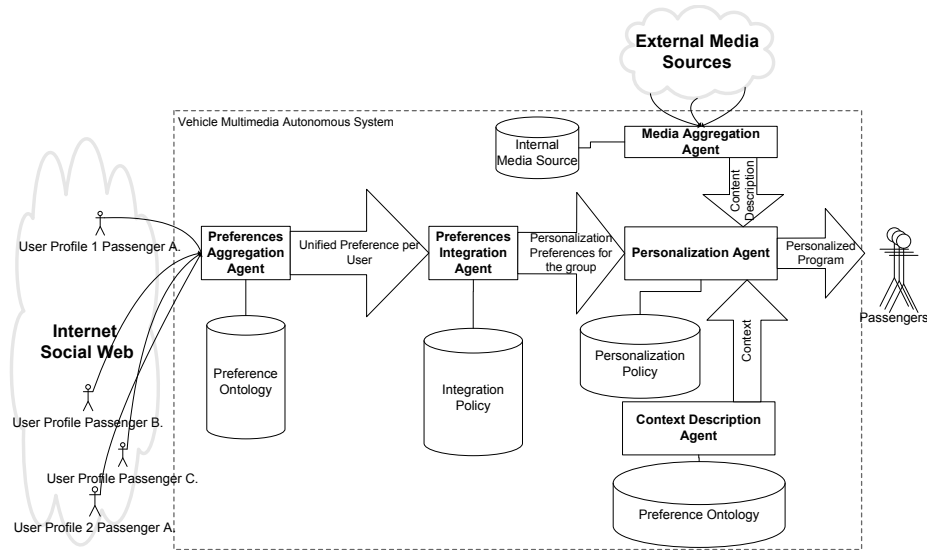 External Media
Sources
Vehicle Multimedia Autonomous System
Internal
Media Source
Media Aggregation
Agent
Content
Description
User Profile 1 Passenger A.
Preferences
Aggregation
Agent
Unified Preference per
User
Preferences
Integration
Agent
Personalization
Preferences for
the group
Personalization Agent
Personalized
Program
Passengers
Internet
Social Web
Preference
Ontology
Integration
Policy
Personalization
Policy
Context
User Profile Passenger B.
Context Description
Agent
User Profile Passenger C.
User Profile 2 Passenger A.
Preference Ontology